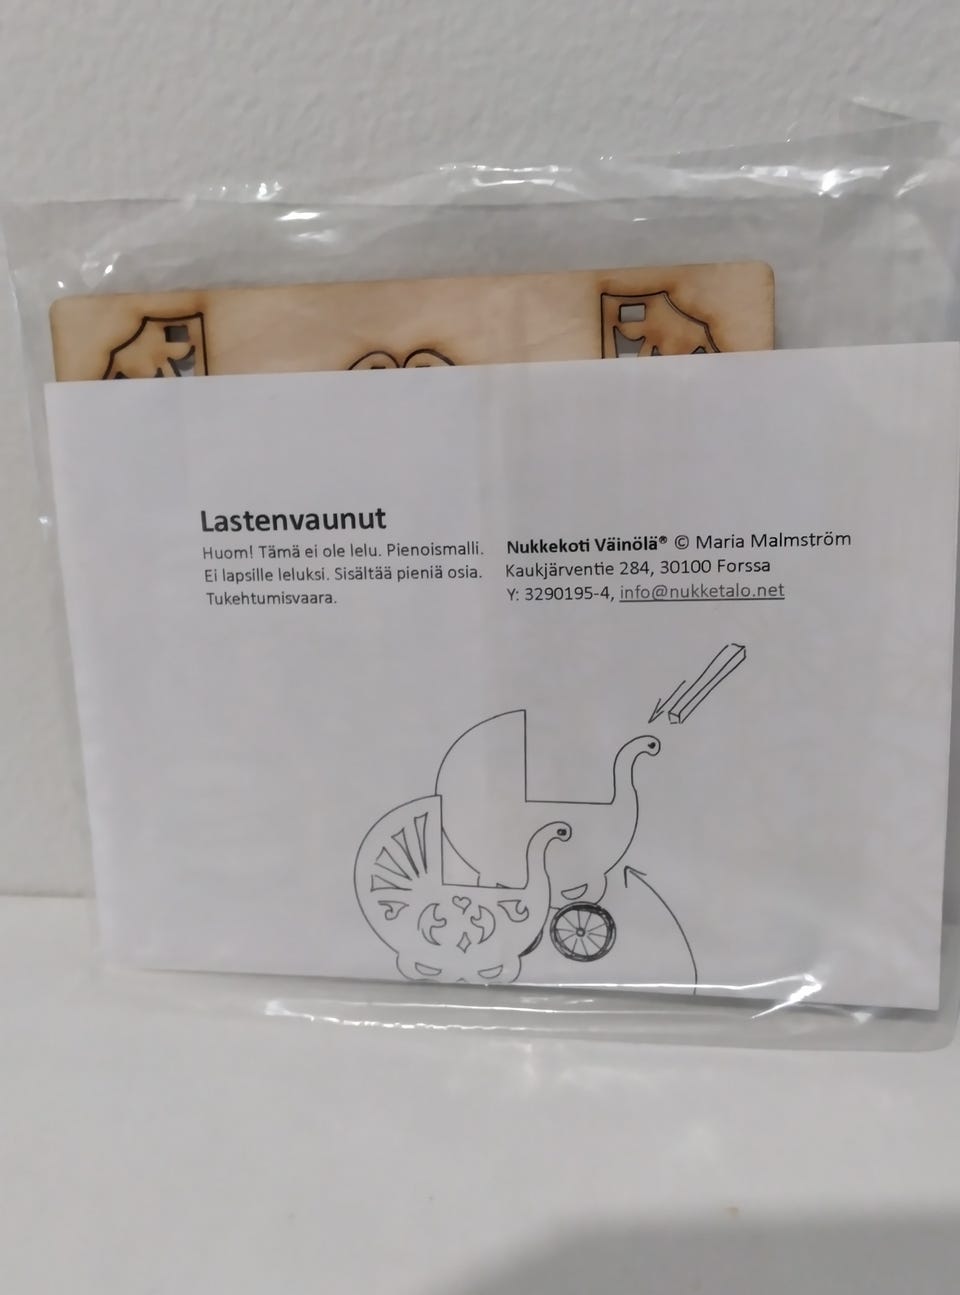 Lastenvaunut
Huom! Tämä ei ole lelu. Pienoismalli.
Ei lapsille leluksi. Sisältää pieniä osia.
Tukehtumisvaara.
Nukkekoti Väinölä® © Maria Malmström
Kaukjärventie 284, 30100 Forssa
Y: 3290195-4, info@nukketalo.net